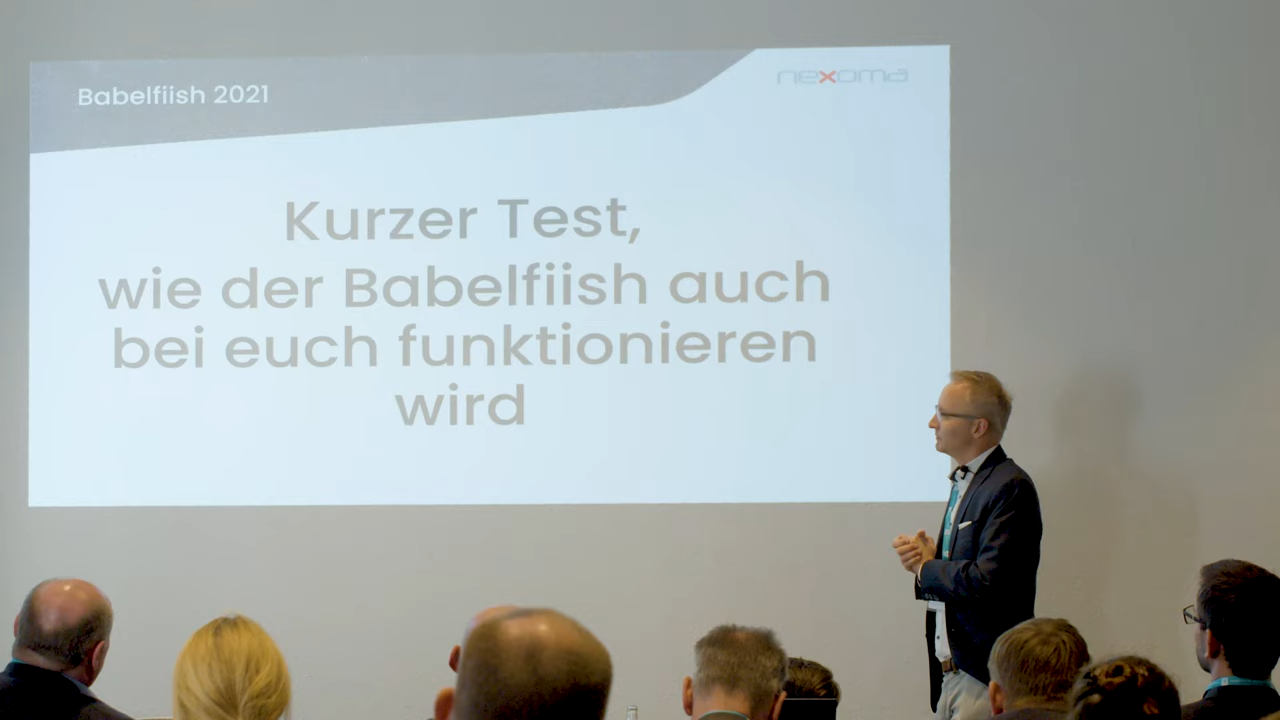 Babelfiish 2021
nexoma
Kurzer Test,
wie der Babelfiish auch
bei euch funktionieren
wird